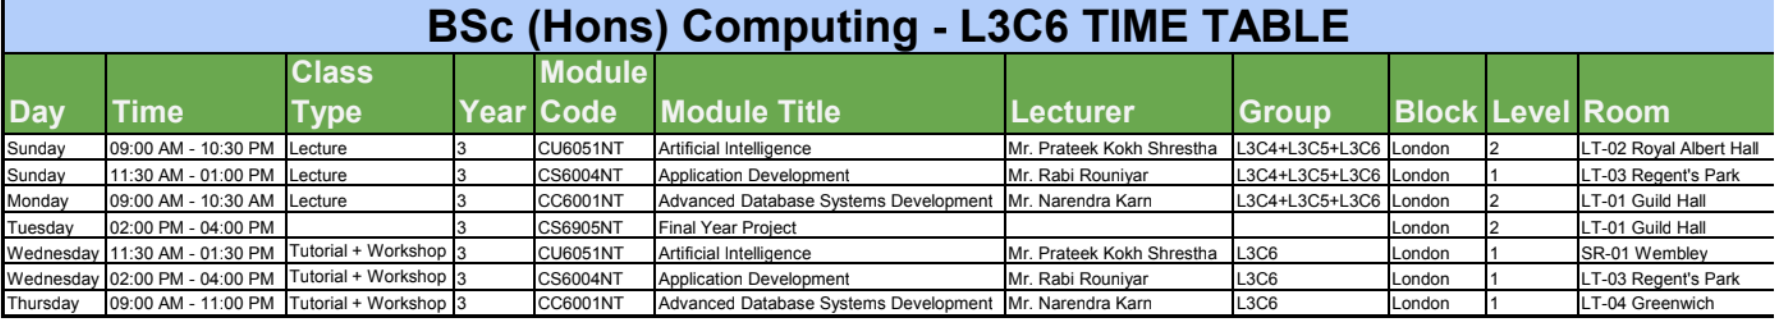 BSc (Hons) Computing - L3C6 TIME TABLE
Day Time Class Type Year Module Code Module Title Lecturer Group Block Level Room
Sunday 09:00 AM - 10:30 PM Lecture 3 CU6051NT Artificial Intelligence Mr. Prateek Kokh Shrestha L3C4+L3C5+L3C6 London 2 LT-02 Royal Albert Hall
Sunday 11:30 AM - 01:00 PM Lecture 3 CS6004NT Application Development Mr. Rabi Rouniyar L3C4+L3C5+L3C6 London 1 LT-03 Regent's Park
Monday 09:00 AM - 10:30 AM Lecture 3 CC6001NT Advanced Database Systems Development Mr. Narendra Karn L3C4+L3C5+L3C6 London 2 LT-01 Guild Hall
Tuesday 02:00 PM - 04:00 PM 3 CS6905NT Final Year Project London 2 LT-01 Guild Hall
Wednesday 11:30 AM - 01:30 PM Tutorial + Workshop 3 CU6051NT Artificial Intelligence Mr. Prateek Kokh Shrestha L3C6 London 1 SR-01 Wembley
Wednesday 02:00 PM - 04:00 PM Tutorial + Workshop 3 CS6004NT Application Development Mr. Rabi Rouniyar L3C6 London 1 LT-03 Regent's Park
Thursday 09:00 AM - 11:00 PM Tutorial + Workshop 3 CC6001NT Advanced Database Systems Development Mr. Narendra Karn L3C6 London 1 LT-04 Greenwich